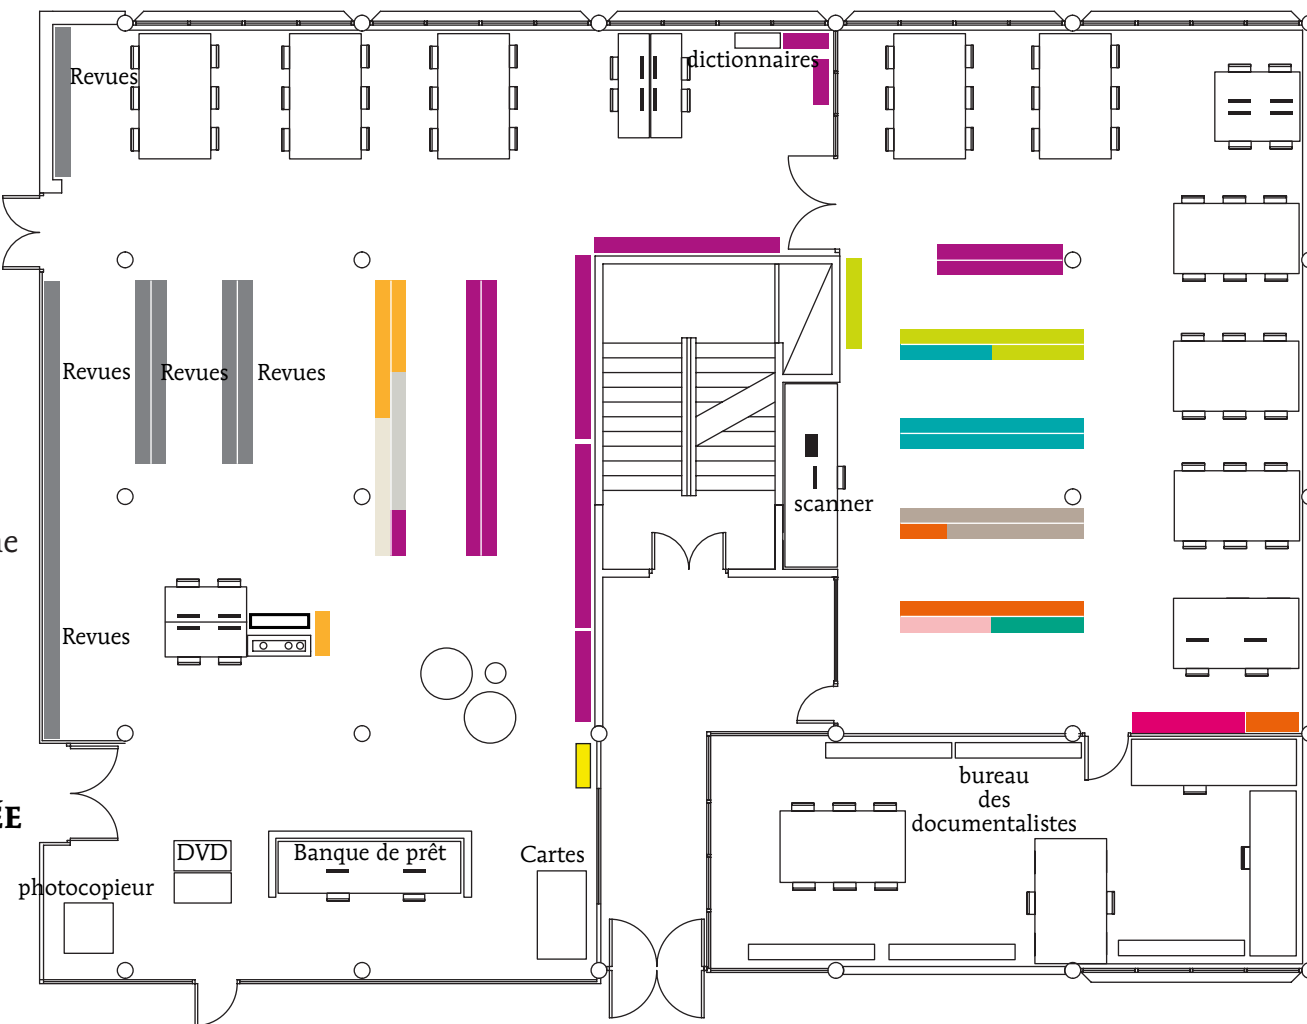 Revues
dictionnaires
Revues
Revues
Revues
scanner
Revues
bureau
des
documentalistes
DVD
Banque de prêt
Cartes
photocopieur